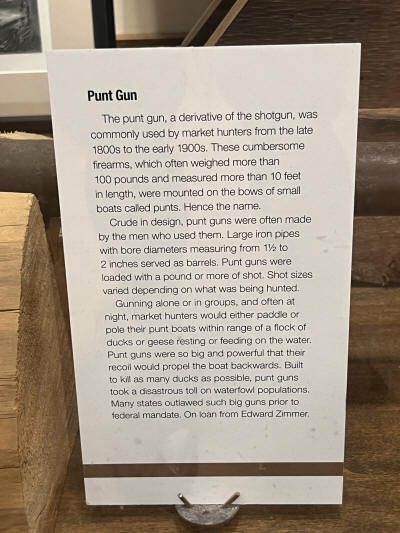 Punt Gun
The punt gun, a derivative of the shotgun, was
commonly used by market hunters from the late
1800s to the early 1900s. These cumbersome
firearms, which often weighed more than
100 pounds and measured more than 10 feet
in length, were mounted on the bows of small
boats called punts. Hence the name.
Crude in design, punt guns were often made
by the men who used them. Large iron pipes
with bore diameters measuring from 1½ to
2 inches served as barrels. Punt guns were
loaded with a pound or more of shot. Shot sizes
varied depending on what was being hunted.
Gunning alone or in groups, and often at
night, market hunters would either paddle or
pole their punt boats within range of a flock of
ducks or geese resting or feeding on the water.
Punt guns were so big and powerful that their
recoil would propel the boat backwards. Built
to kill as many ducks as possible, punt guns
took a disastrous toll on waterfowl populations.
Many states outlawed such big guns prior to
federal mandate. On loan from Edward Zimmer.